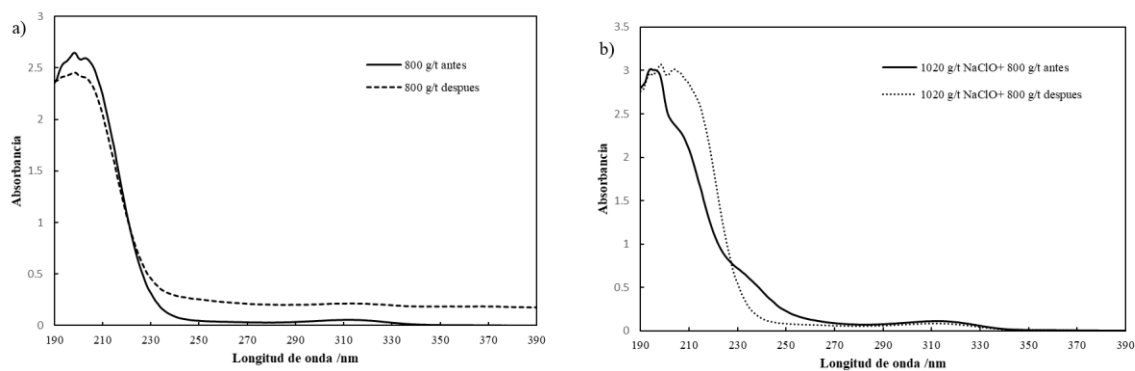 a)
3
2.5
2
1.5
1
0.5
0
Absorbancia
800 g/t antes
800 g/t despues
190 210 230 250 270 290 310 330 350 370 390
Longitud de onda /nm
b)
3.5
3
2.5
2
1.5
1
0.5
0
Absorbancia
1020 g/t NaClO+ 800 g/t antes
1020 g/t NaClO+ 800 g/t despues
190 210 230 250 270 290 310 330 350 370 390
Longitud de onda /nm